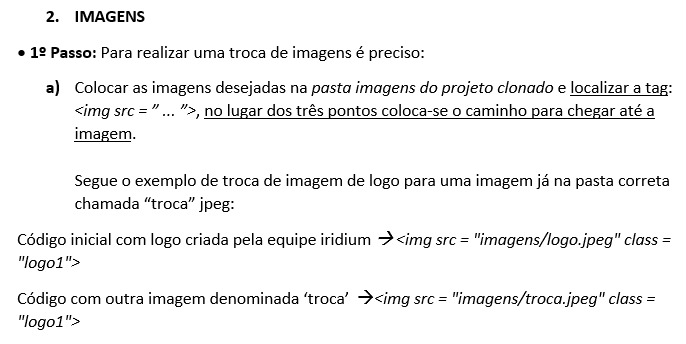 2. IMAGENS
• 1º Passo: Para realizar uma troca de imagens é preciso:
a) Colocar as imagens desejadas na pasta imagens do projeto clonado e localizar a tag:
<img src = ” ... ”>, no lugar dos três pontos coloca-se o caminho para chegar até a
imagem.
Segue o exemplo de troca de imagem de logo para uma imagem já na pasta correta
chamada “troca” jpeg:
Código inicial com logo criada pela equipe iridium →<img src = "imagens/logo.jpeg" class =
"logo1">
Código com outra imagem denominada ‘troca’ →<img src = "imagens/troca.jpeg" class =
"logo1">